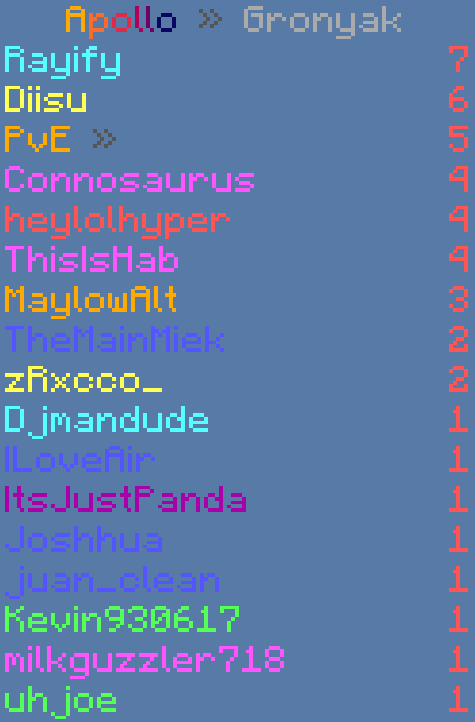 Apollo » Gronyak
Rayify 7
Diisu 6
PvE » 5
Connosaurus 4
heylolhyper 4
ThisIsHab 4
MaylowAlt 3
TheMainMiek 2
zRxcco_ 2
Djmandude 1
ILoveAir 1
ItsJustPanda 1
Joshhua 1
juan_clean 1
Kevin930617 1
milkguzzler718 1
uhjoe 1